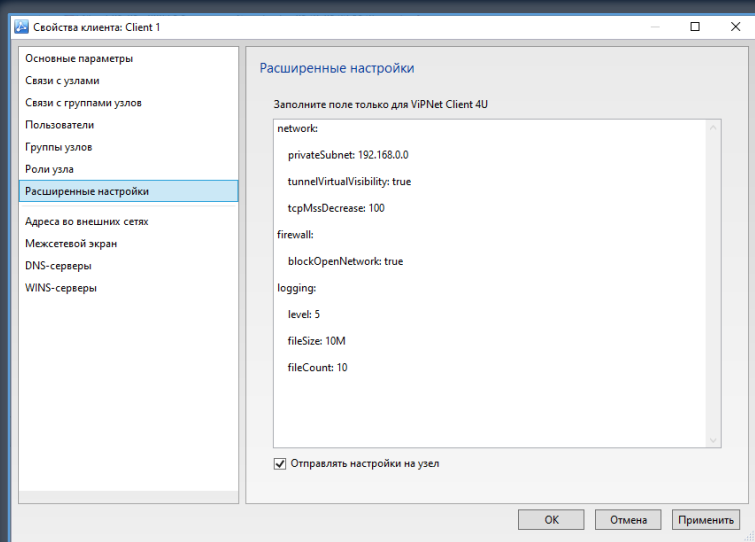 Свойства клиента: Client 1
Основные параметры
Связи с узлами
Связи с группами узлов
Пользователи
Группы узлов
Роли узла
Расширенные настройки
Адреса во внешних сетях
Межсетевой экран
DNS-серверы
WINS-серверы
Расширенные настройки
Заполните поле только для ViPNet Client 4U
network:
privateSubnet: 192.168.0.0
tunnelVirtualVisibility: true
tcpMssDecrease: 100
firewall:
blockOpenNetwork: true
logging:
level: 5
fileSize: 10M
fileCount: 10
Отправлять настройки на узел
ОК
Отмена
Применить